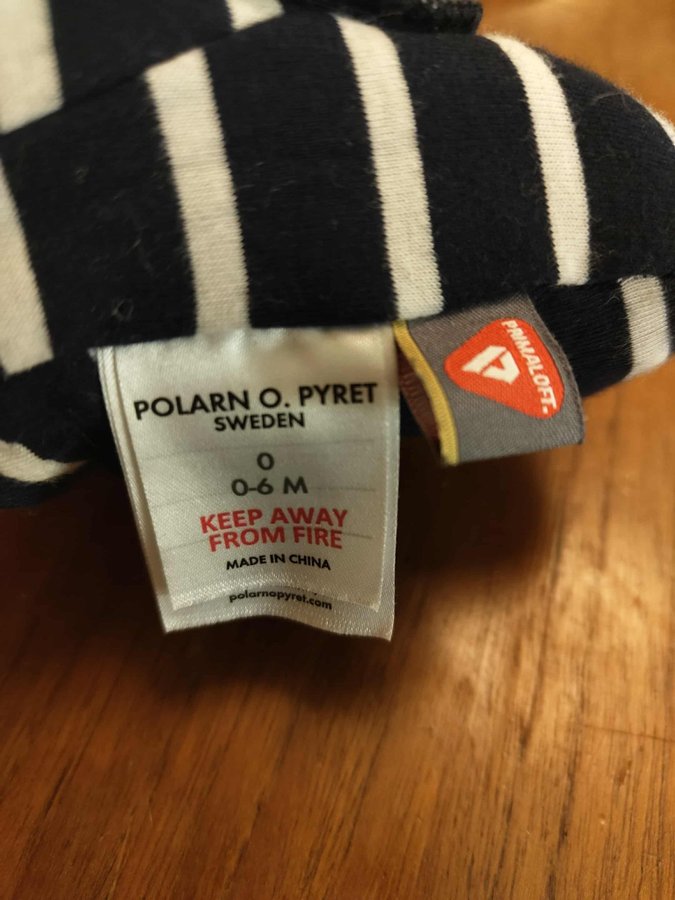 POLARN O. PYRET
SWEDEN
0
0-6 M
KEEP AWAY
FROM FIRE
MADE IN CHINA
polarnopyret.com
PRIMALOFT.